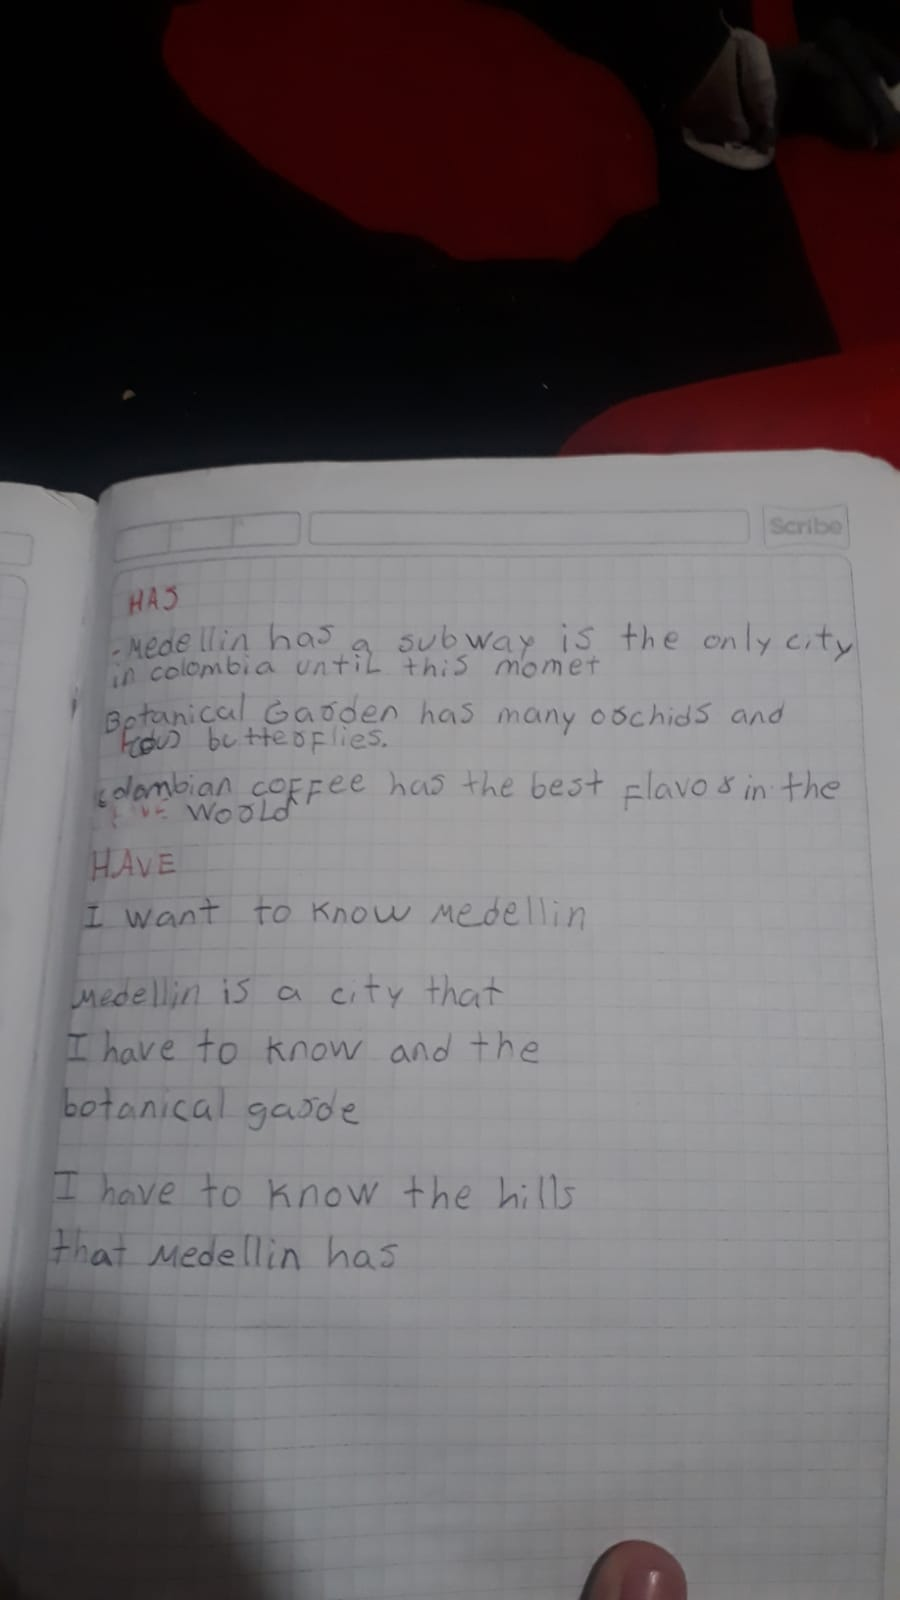 Scribe
HAS
- Medellin has a subway is the only city
in colombia until this momet
Botanical Garden has many orchids and
butterflies.
colombian coffee has the best flavor in the
world
HAVE
I want to know Medellin
Medellin is a city that
I have to know and the
botanical garde
I have to know the hills
that Medellin has